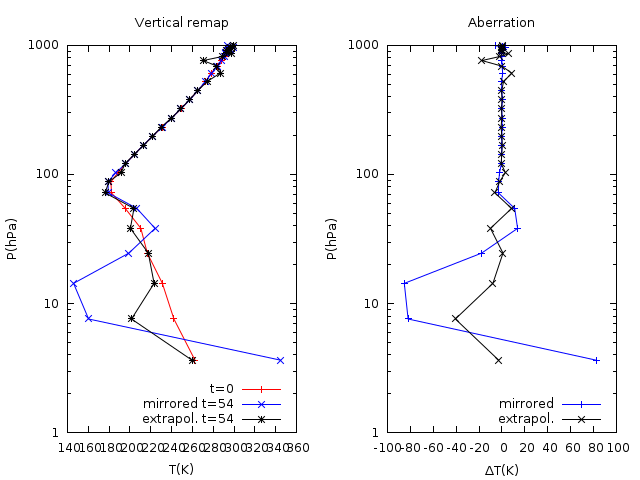 Vertical remap
1000
100
10
1
P(hPa)
t=0
mirrored t=54
extrapol. t=54
140 160 180 200 220 240 260 280 300 320 340 360
T(K)
Aberration
1000
100
10
1
P(hPa)
mirrored
extrapol.
-100 -80 -60 -40 -20 0 20 40 60 80 100
ΔT(K)